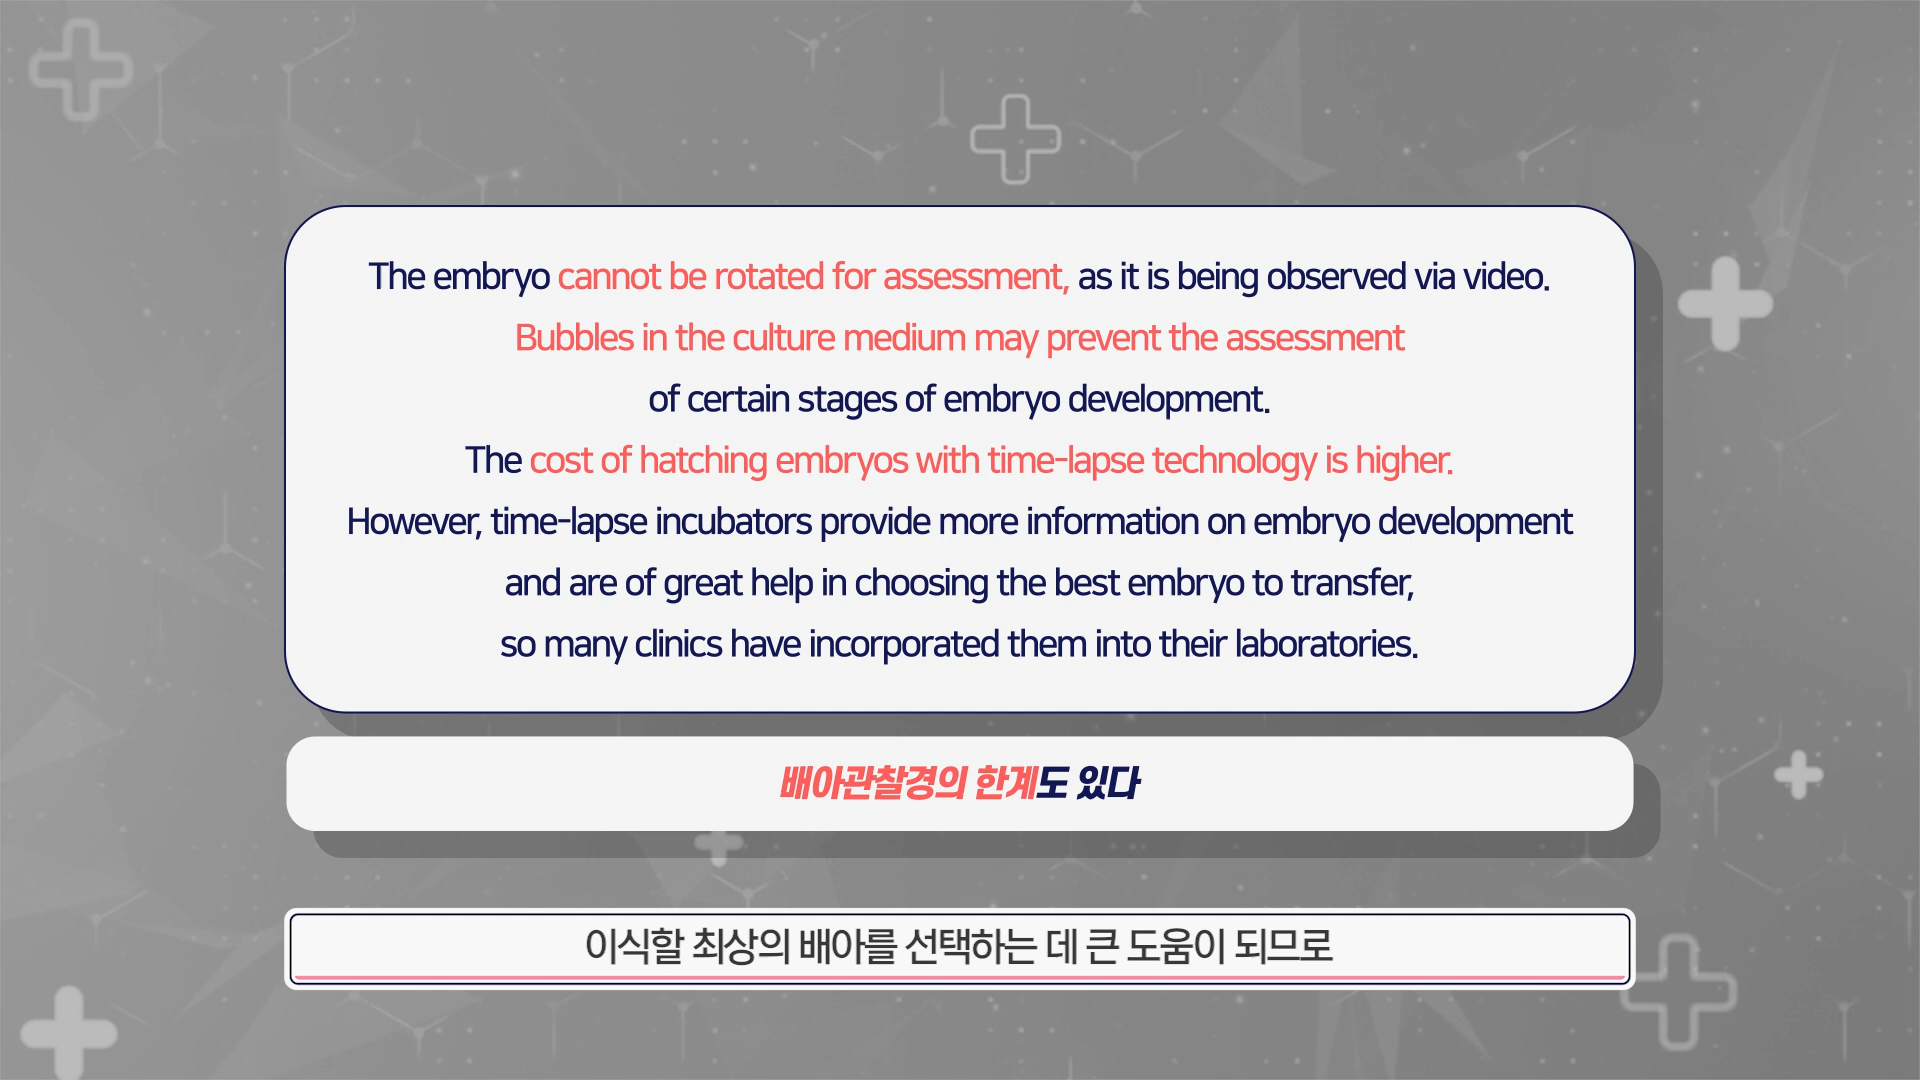 The embryo cannot be rotated for assessment, as it is being observed via video.
Bubbles in the culture medium may prevent the assessment
of certain stages of embryo development.
The cost of hatching embryos with time-lapse technology is higher.
However, time-lapse incubators provide more information on embryo development
and are of great help in choosing the best embryo to transfer,
so many clinics have incorporated them into their laboratories.
배아관찰경의 한계도 있다
이식할 최상의 배아를 선택하는 데 큰 도움이 되므로